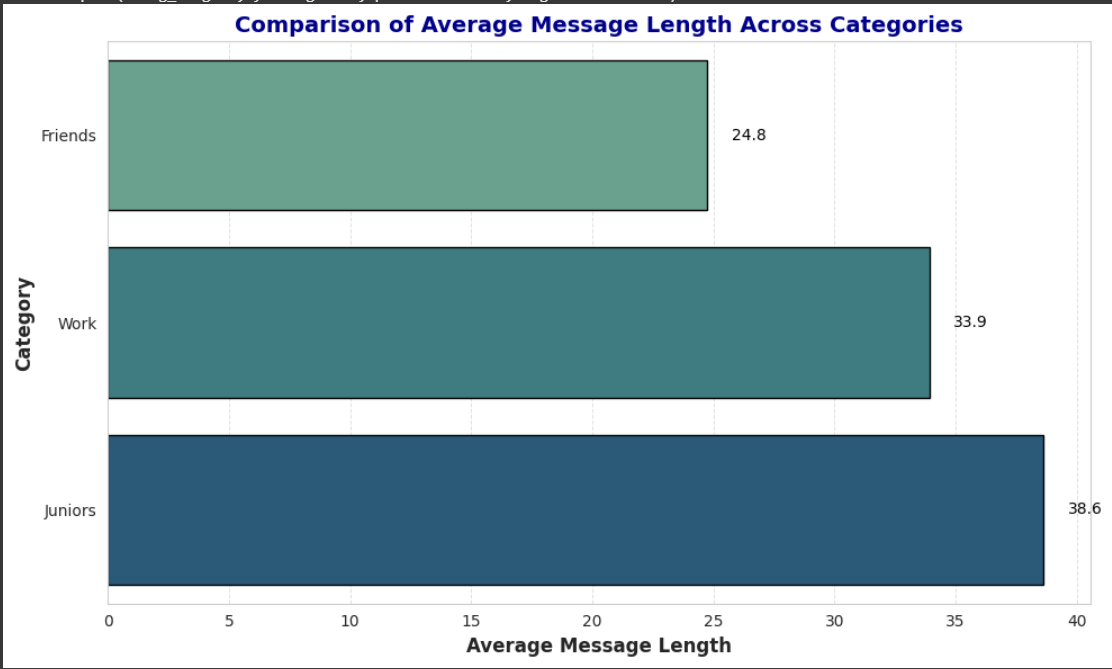 Comparison of Average Message Length Across Categories
Friends
24.8
Work
33.9
Juniors
38.6
Category
0 5 10 15 20 25 30 35 40
Average Message Length